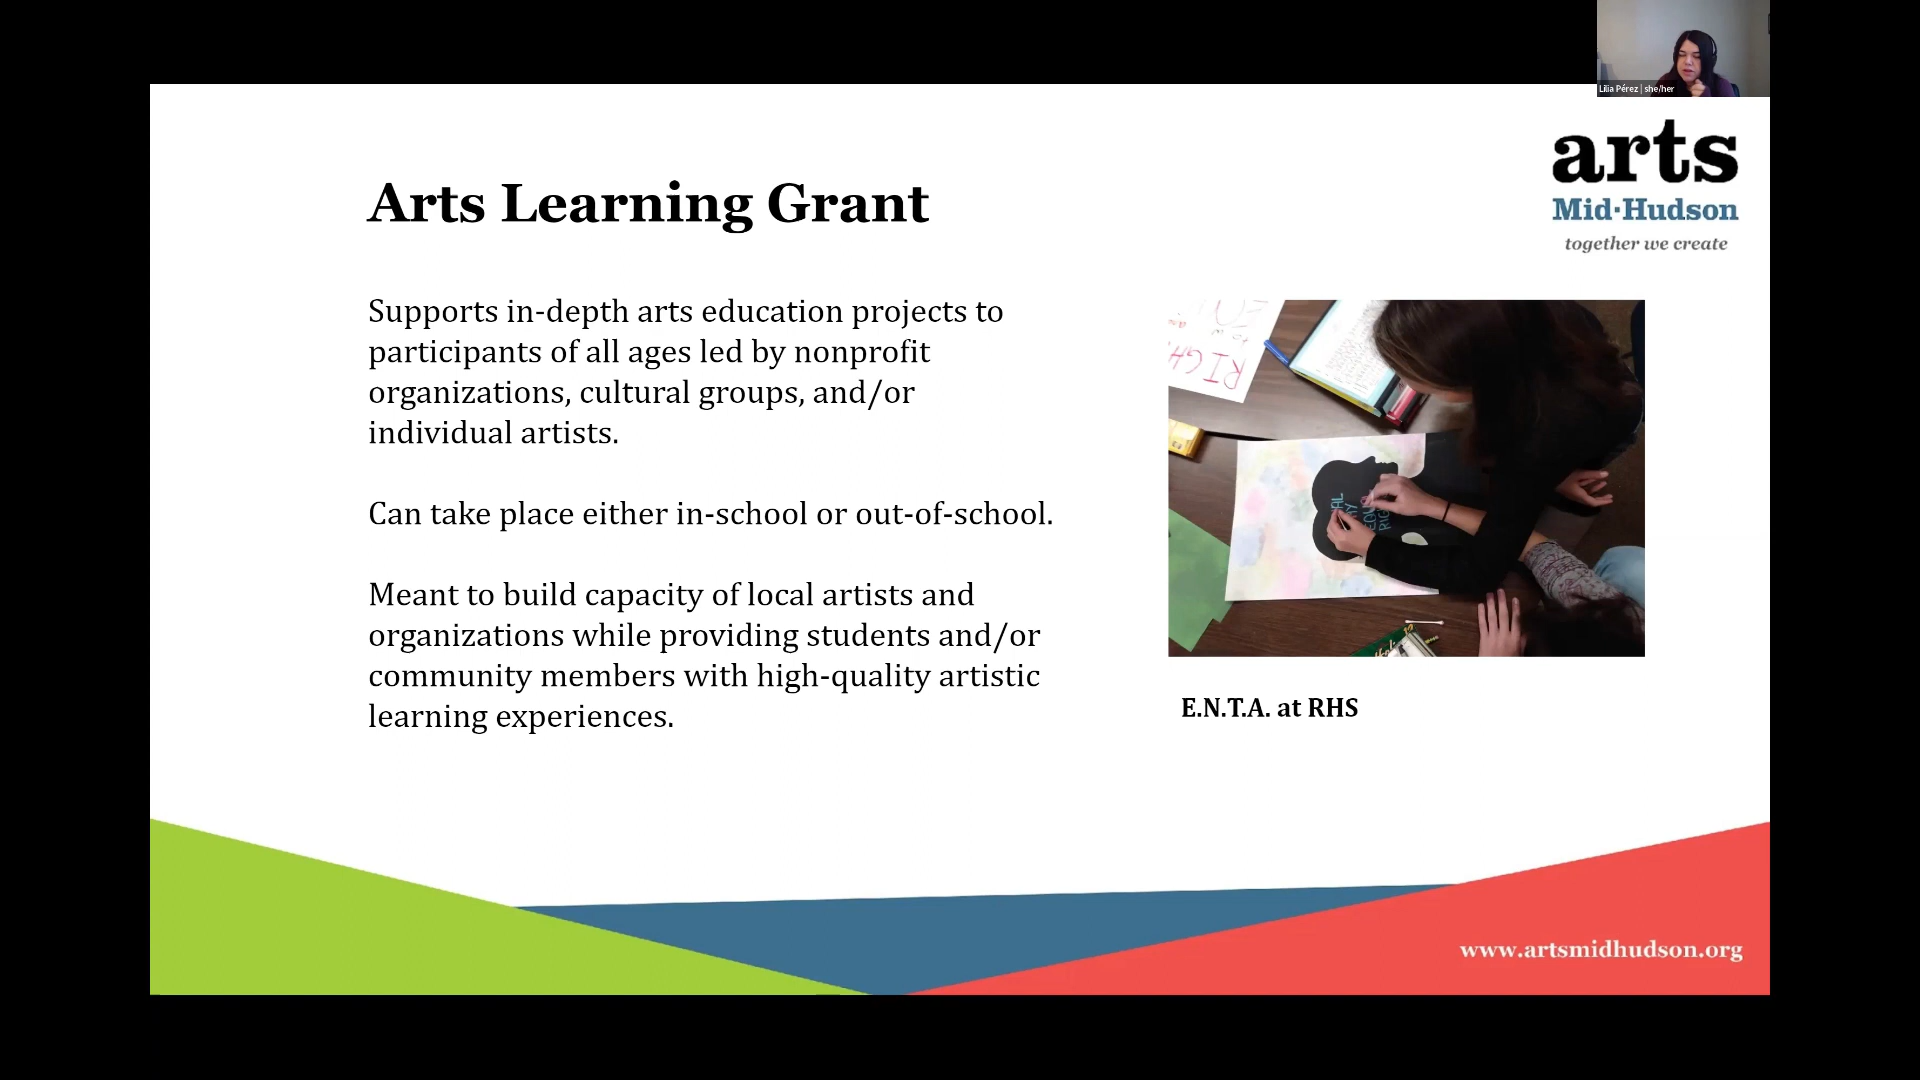 Lilia Pérez | she/her
arts
Mid·Hudson
together we create
Arts Learning Grant
Supports in-depth arts education projects to
participants of all ages led by nonprofit
organizations, cultural groups, and/or
individual artists.
Can take place either in-school or out-of-school.
Meant to build capacity of local artists and
organizations while providing students and/or
community members with high-quality artistic
learning experiences.
RIGH
E.N.T.A. at RHS
www.artsmidhudson.org